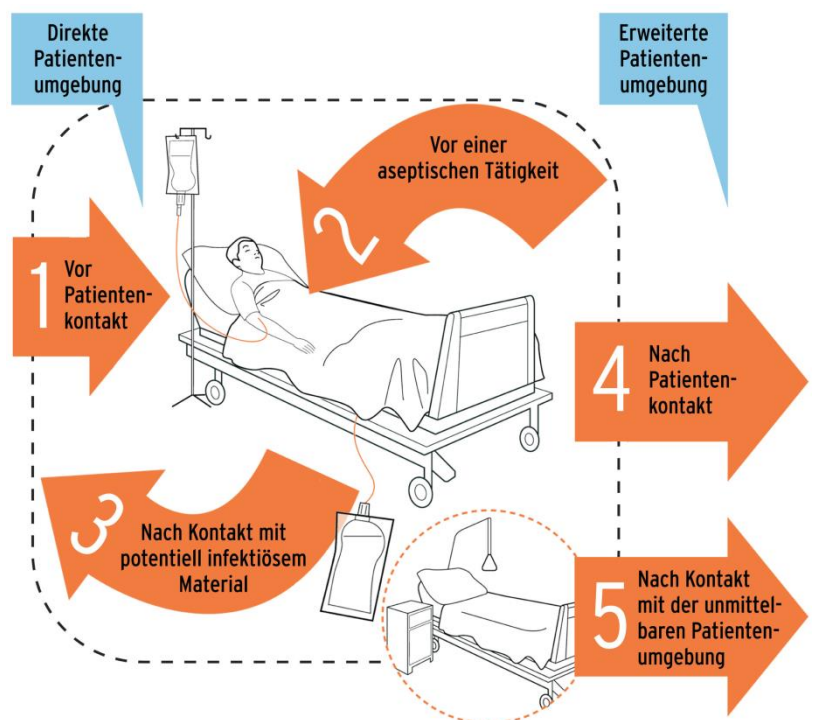 Direkte
Patienten-
umgebung
Erweiterte
Patienten-
umgebung
1
Vor
Patienten-
kontakt
2
Vor einer
aseptischen Tätigkeit
3
Nach Kontakt mit
potentiell infektiösem
Material
4
Nach
Patienten-
kontakt
5
Nach Kontakt
mit der unmittel-
baren Patienten-
umgebung